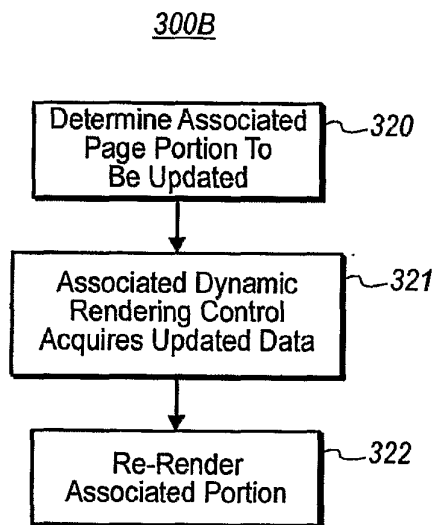 300B
Determine Associated
Page Portion To
Be Updated
320
Associated Dynamic
Rendering Control
Acquires Updated Data
321
Re-Render
Associated Portion
322